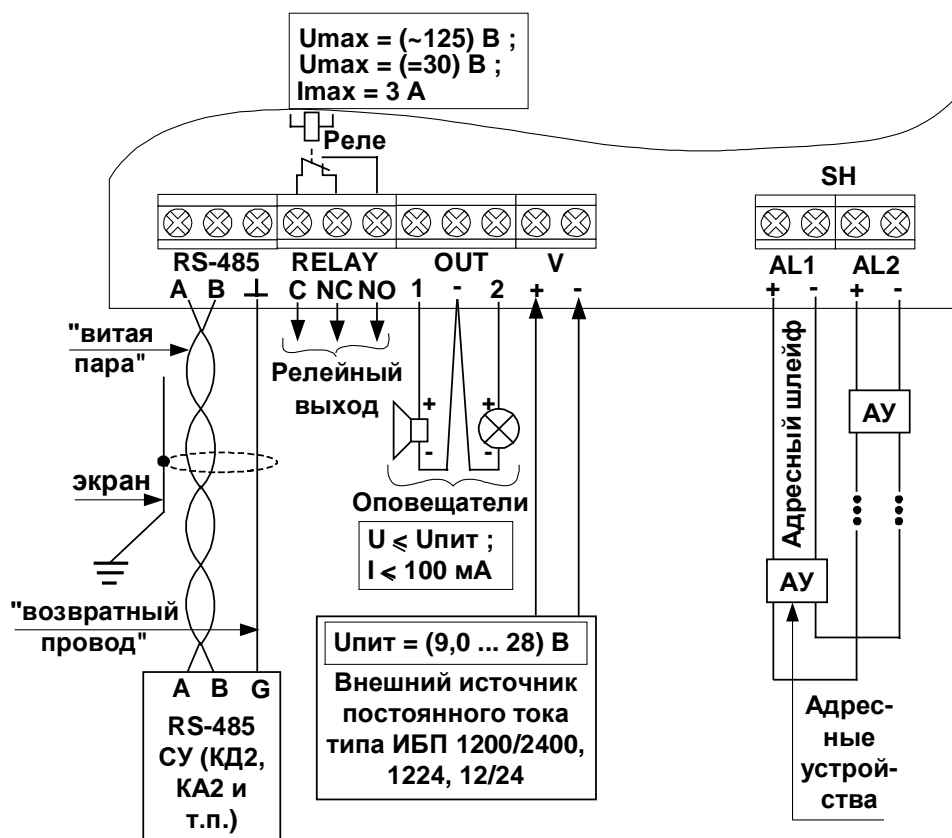 Umax = (~125) В ;
Umax = (=30) В ;
Imax = 3 А
Реле
SH
RS-485 RELAY OUT V
AL1 AL2
A B ⊥ C NC NO 1 - 2 + -
+ - + -
"витая
пара"
экран
"возвратный
провод"
Релейный
выход
+
-
+
-
Оповещатели
U ⩽ Uпит ;
I ⩽ 100 мА
Адресный шлейф
АУ
АУ
Uпит = (9,0 ... 28) В
Внешний источник
постоянного тока
типа ИБП 1200/2400,
1224, 12/24
A B G
RS-485
СУ (КД2,
КА2 и
т.п.)
Адрес-
ные
устрой-
ства